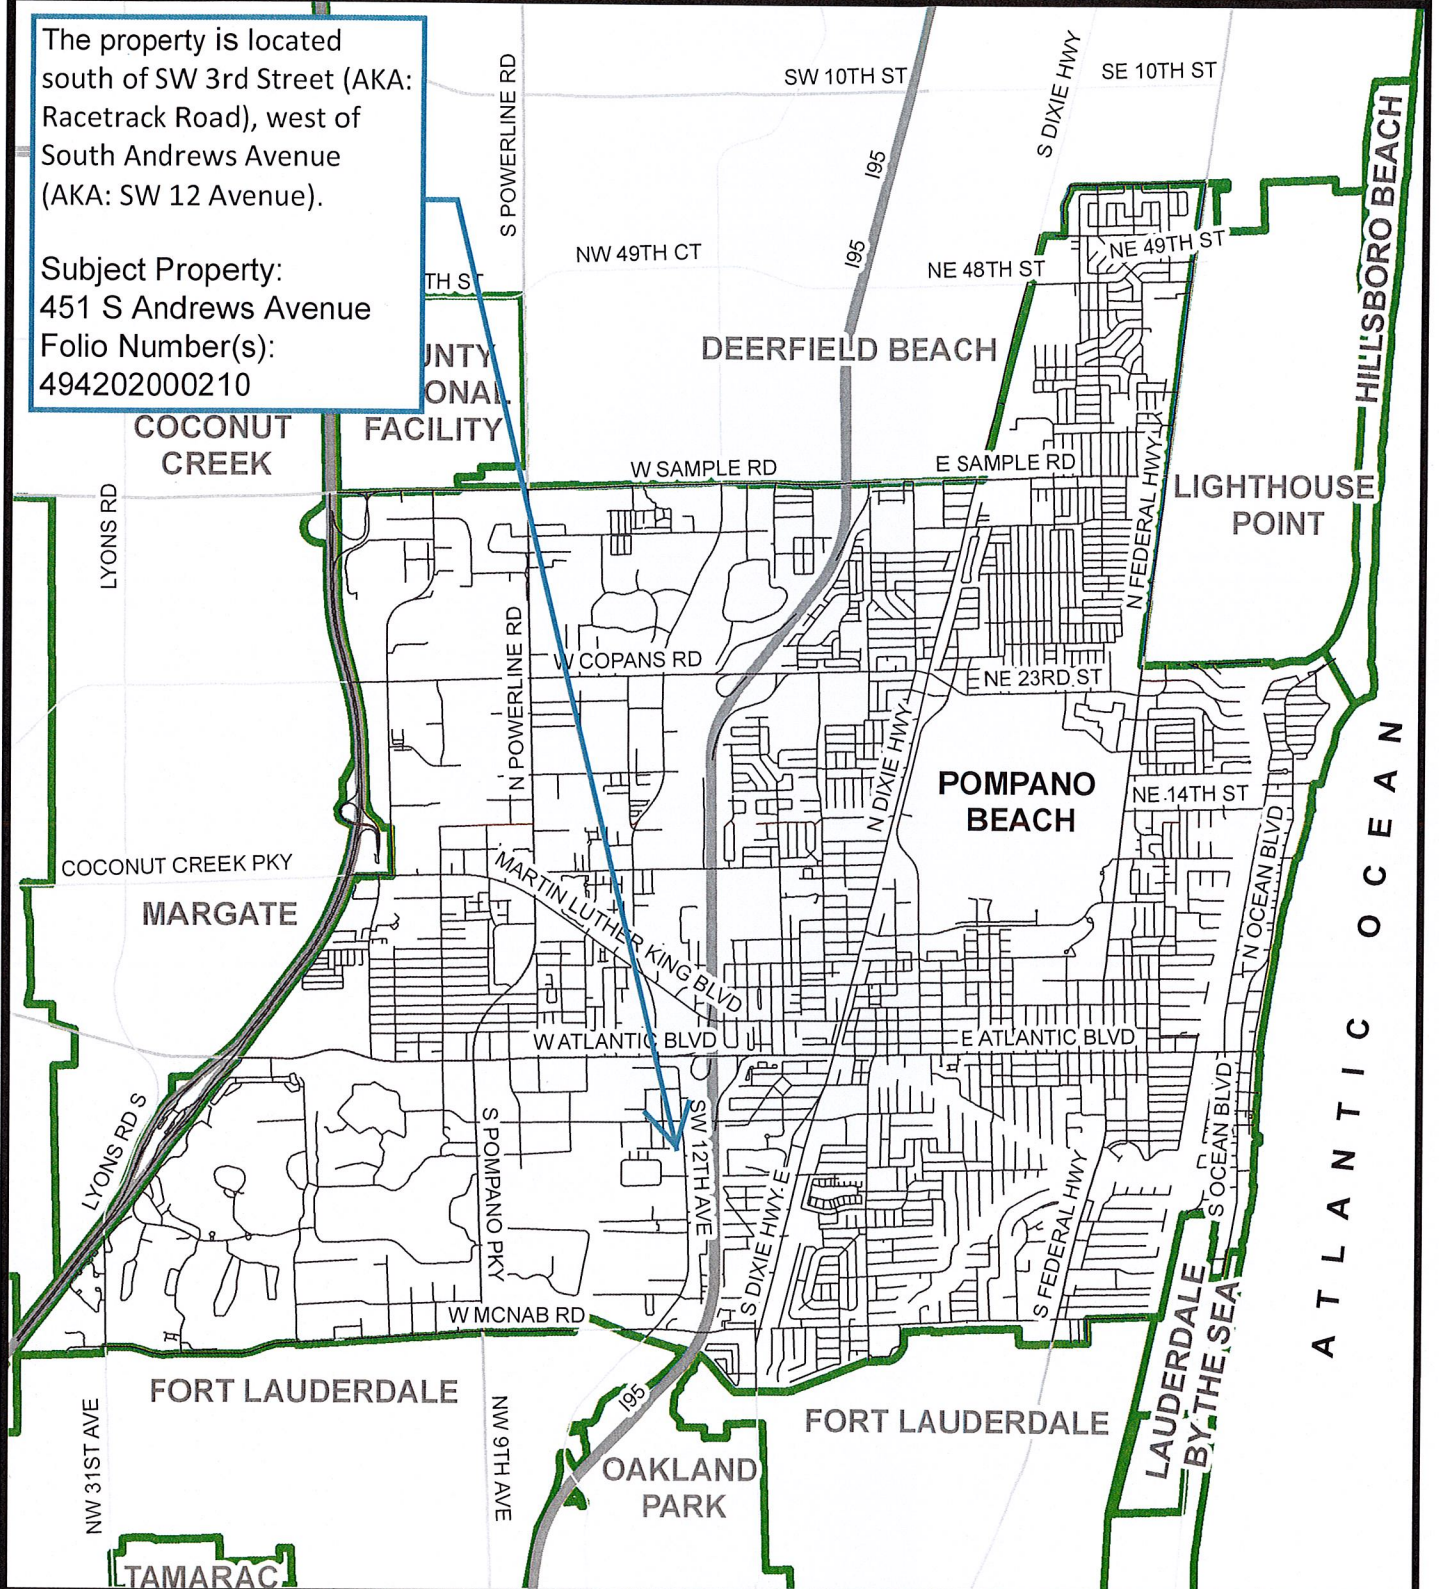 The property is located
south of SW 3rd Street (AKA:
Racetrack Road), west of
South Andrews Avenue
(AKA: SW 12 Avenue).
Subject Property:
451 S Andrews Avenue
Folio Number(s):
494202000210
S POWERLINE RD
SW 10TH ST
S DIXIE HWY
SE 10TH ST
I95
HILLSBORO BEACH
NE 49TH ST
NW 49TH CT
I95
NE 48TH ST
TH ST
DEERFIELD BEACH
UNTY
ONAL
FACILITY
COCONUT
CREEK
W SAMPLE RD
E SAMPLE RD
LIGHTHOUSE
POINT
LYONS RD
N FEDERAL HWY
N POWERLINE RD
W COPANS RD
NE 23RD ST
N DIXIE HWY
POMPANO
BEACH
NE 14TH ST
ATLANTIC OCEAN
COCONUT CREEK PKY
MARTIN LUTHER KING BLVD
N OCEAN BLVD
MARGATE
W ATLANTIC BLVD
E ATLANTIC BLVD
LYONS RD S
S POMPANO PKY
SW 12TH AVE
S DIXIE HWY E
S FEDERAL HWY
S OCEAN BLVD
W MCNAB RD
LAUDERDALE
BY THE SEA
FORT LAUDERDALE
I95
FORT LAUDERDALE
NW 31ST AVE
NW 9TH AVE
OAKLAND
PARK
TAMARAC